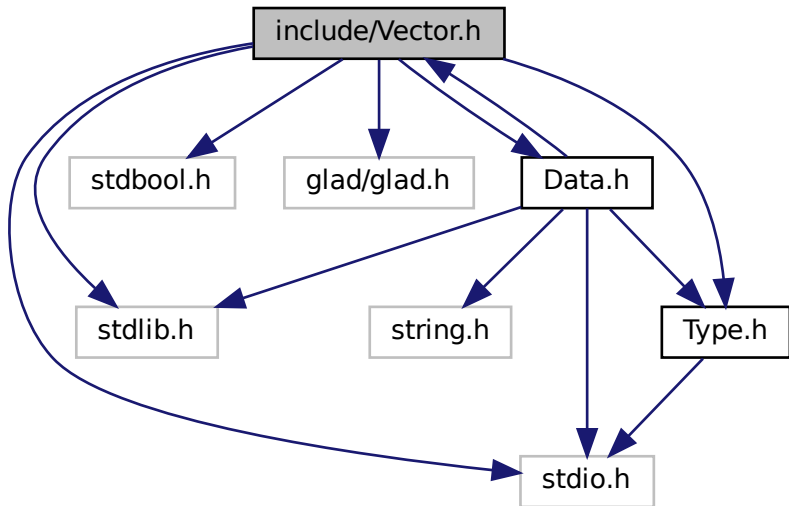 include/Vector.h
stdbool.h
glad/glad.h
Data.h
stdlib.h
string.h
Type.h
stdio.h